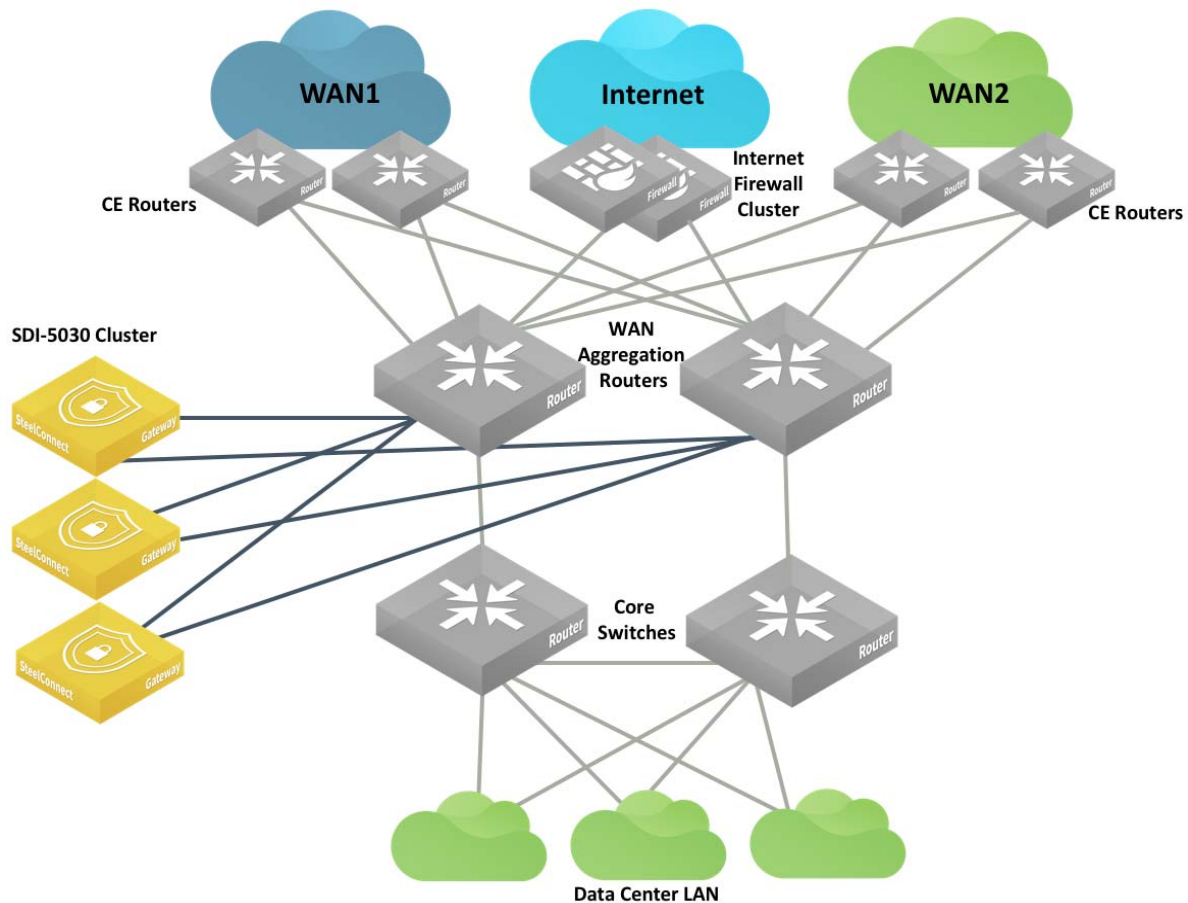 WAN1
Internet
WAN2
Router
Router
Firewall
Firewall
Internet
Firewall
Cluster
Router
Router
CE Routers
CE Routers
SDI-5030 Cluster
WAN
Aggregation
Routers
Router
Router
SteelConnect
Gateway
SteelConnect
Gateway
SteelConnect
Gateway
Core
Switches
Router
Router
Data Center LAN